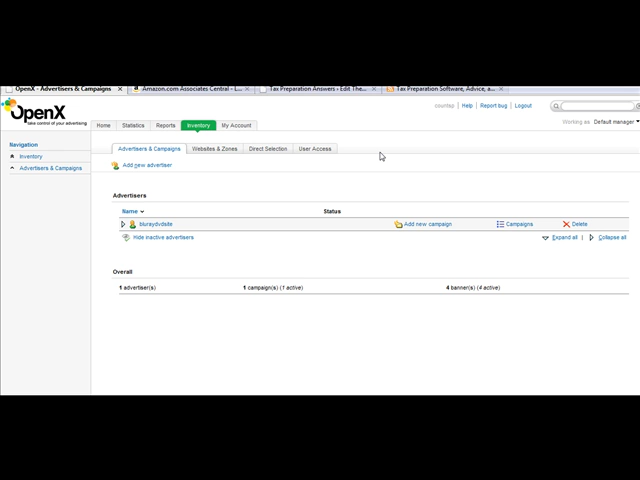 OpenX - Advertisers & Campaigns
Amazon.com Associates Central - L...
Tax Preparation Answers › Edit The...
Tax Preparation Software, Advice, a...
OpenX
take control of your advertising
Help | Report bug | Logout
Working as Default manager
Home Statistics Reports Inventory My Account
Navigation
Inventory
Advertisers & Campaigns
Advertisers & Campaigns Websites & Zones Direct Selection User Access
Add new advertiser
Advertisers
Name Status
bluraydvdsite Add new campaign Campaigns Delete
Hide inactive advertisers Expand all | Collapse all
Overall
1 advertiser(s) 1 campaign(s) (1 active) 4 banner(s) (4 active)